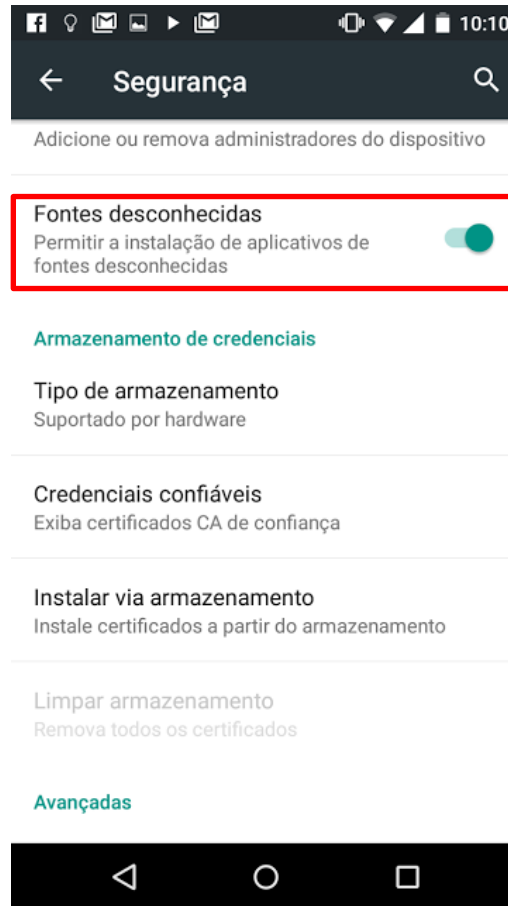 10:10
Segurança
Adicione ou remova administradores do dispositivo
Fontes desconhecidas
Permitir a instalação de aplicativos de
fontes desconhecidas
Armazenamento de credenciais
Tipo de armazenamento
Suportado por hardware
Credenciais confiáveis
Exiba certificados CA de confiança
Instalar via armazenamento
Instale certificados a partir do armazenamento
Limpar armazenamento
Remova todos os certificados
Avançadas